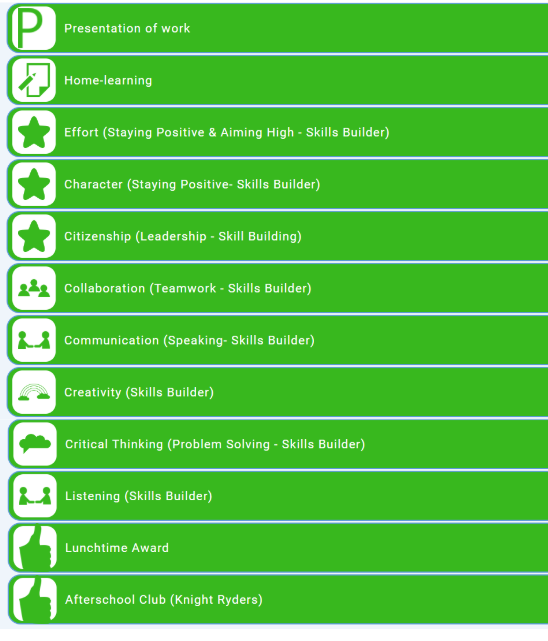 P
Presentation of work
Home-learning
Effort (Staying Positive & Aiming High - Skills Builder)
Character (Staying Positive- Skills Builder)
Citizenship (Leadership - Skill Building)
Collaboration (Teamwork - Skills Builder)
Communication (Speaking- Skills Builder)
Creativity (Skills Builder)
Critical Thinking (Problem Solving - Skills Builder)
Listening (Skills Builder)
Lunchtime Award
Afterschool Club (Knight Ryders)